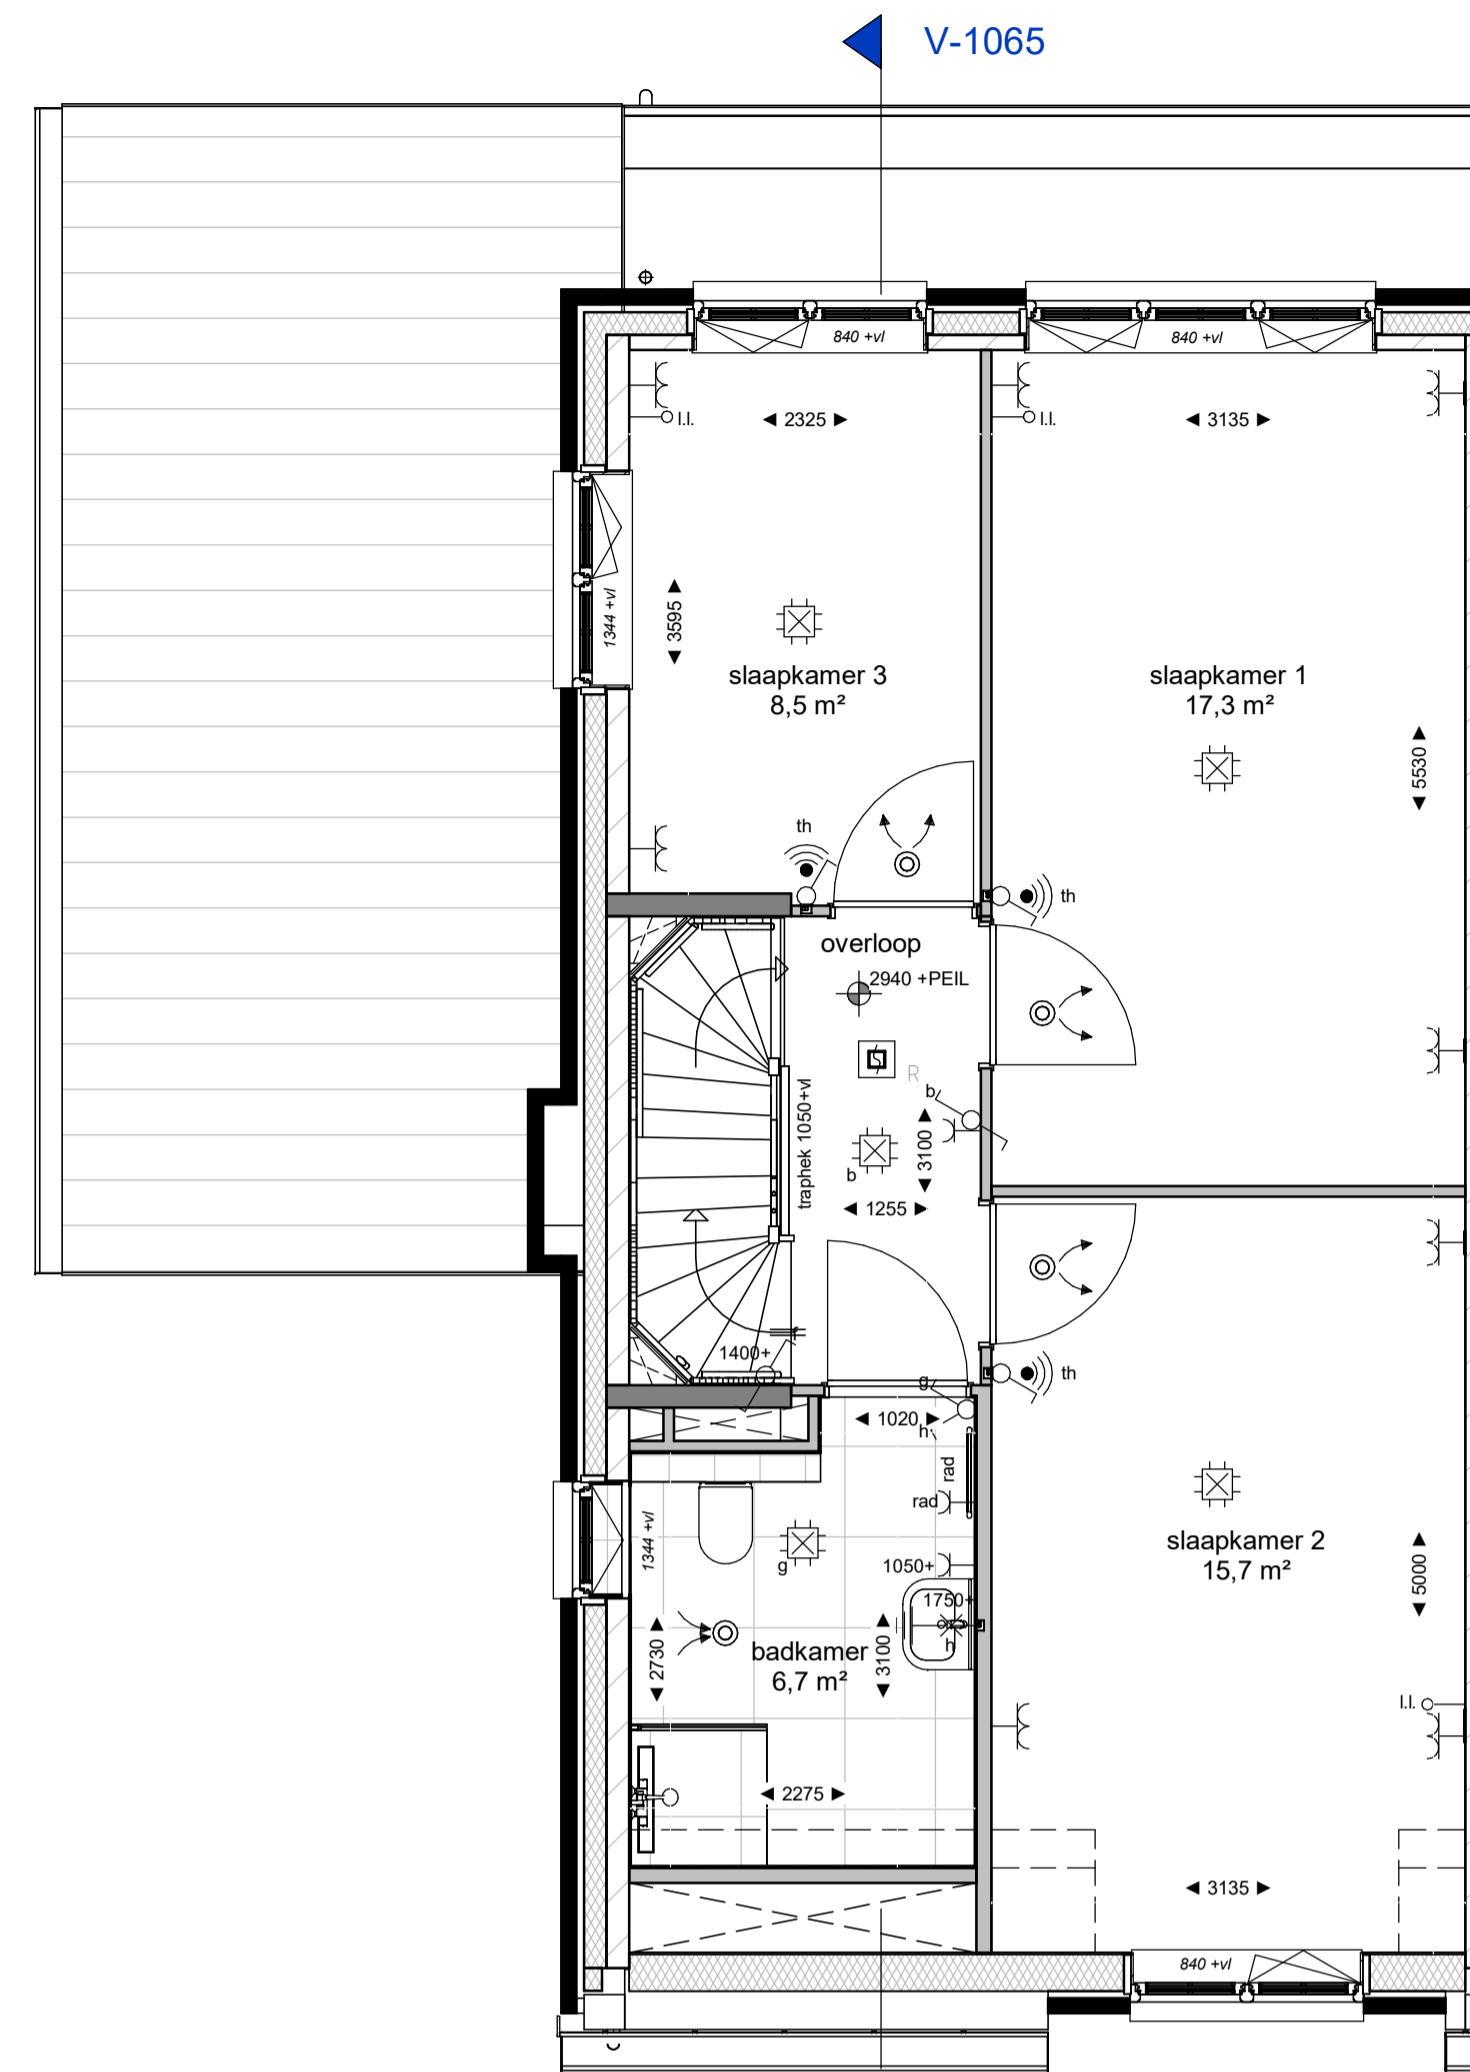 V-1065
840 +vl
840 +vl
l.l.
2325
l.l.
3135
1344 +vl
3595
slaapkamer 3
8,5 m²
slaapkamer 1
17,3 m²
5530
th
th
overloop
2940 +PEIL
S
R
traphek 1050+vl
b
3100
b
1255
1400+
th
g
1020
h
rad
rad
1344 +vl
g
1050+
1750+
h
slaapkamer 2
15,7 m²
5000
2730
badkamer
6,7 m²
3100
l.l.
2275
3135
840 +vl